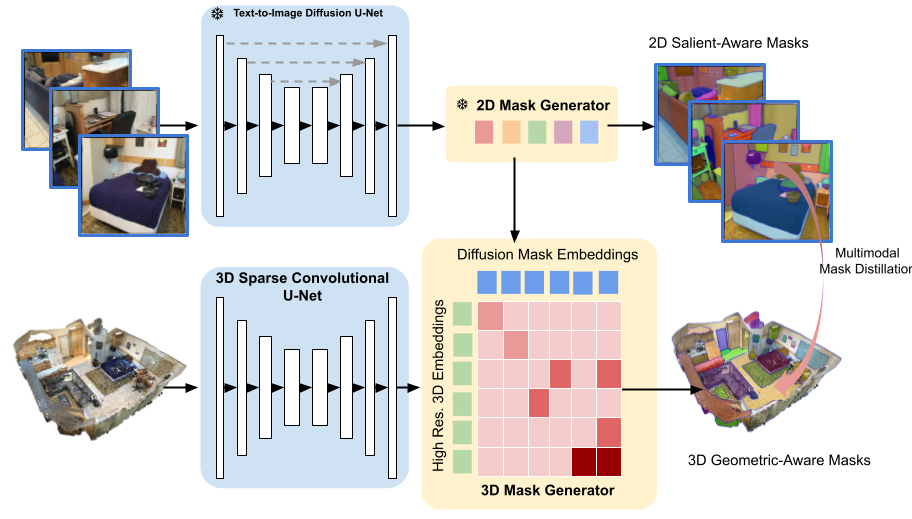 Text-to-Image Diffusion U-Net
2D Salient-Aware Masks
2D Mask Generator
Diffusion Mask Embeddings
Multimodal
Mask Distillation
3D Sparse Convolutional
U-Net
High Res. 3D Embeddings
3D Geometric-Aware Masks
3D Mask Generator